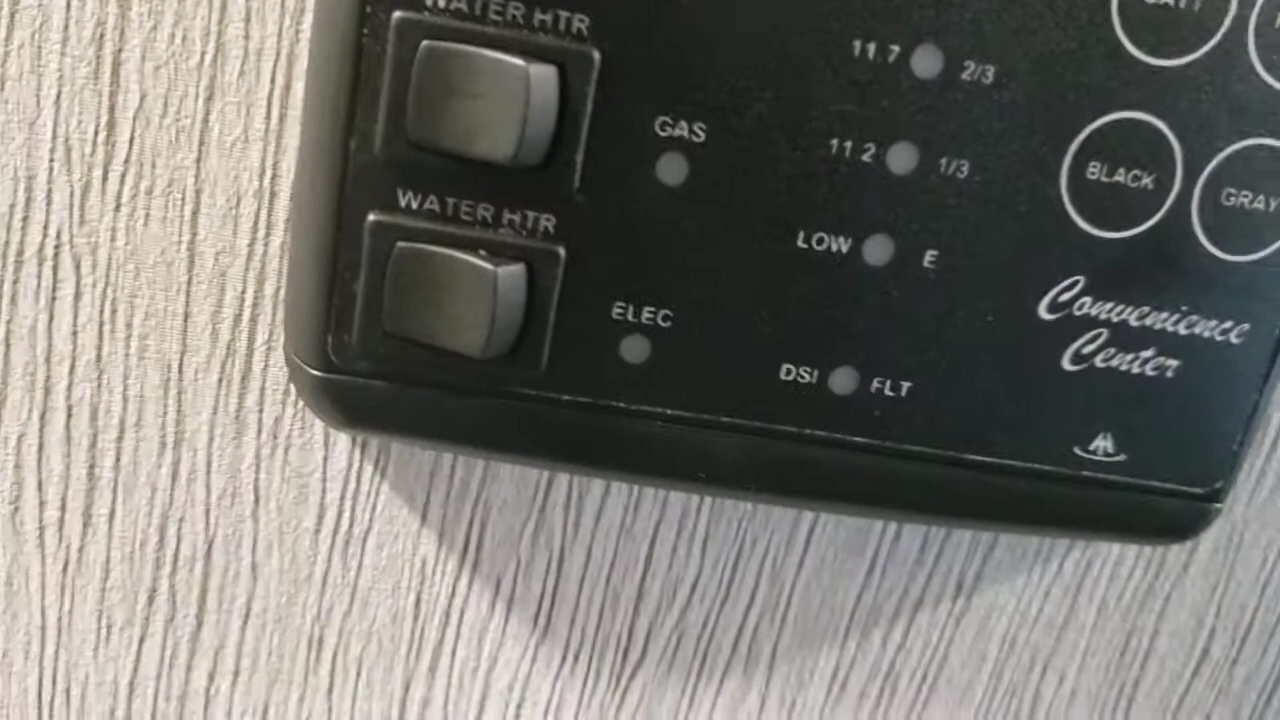 WATER HTR
BATT
11.7 2/3
GAS
11 2 1/3
BLACK
GRAY
WATER HTR
LOW E
ELEC
Convenience
Center
DSI FLT